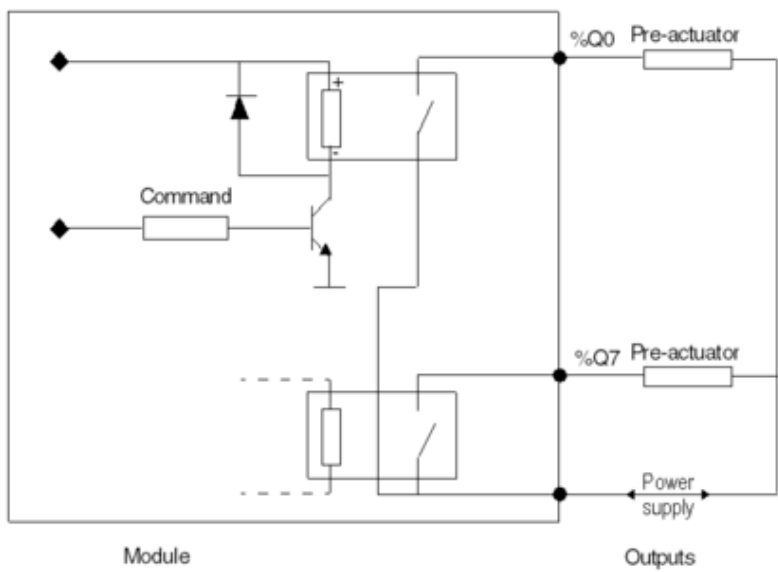 %Q0 Pre-actuator
+
-
Command
%Q7 Pre-actuator
Power
supply
Module
Outputs